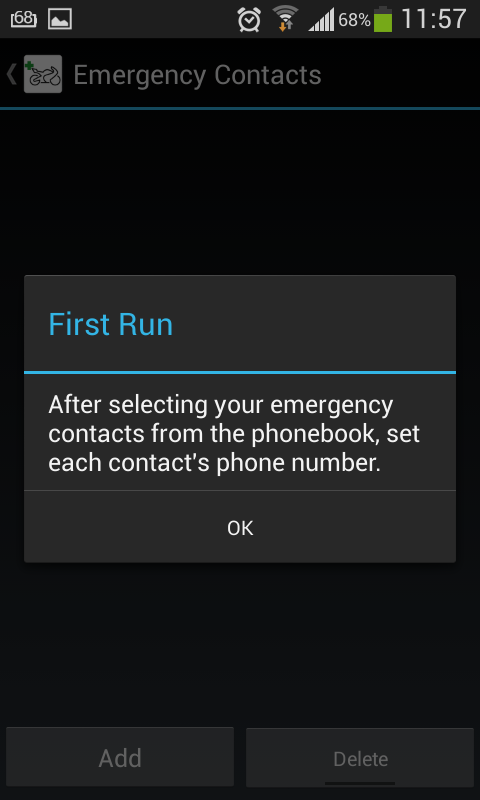 68 68% 11:57
Emergency Contacts
First Run
After selecting your emergency
contacts from the phonebook, set
each contact's phone number.
OK
Add Delete